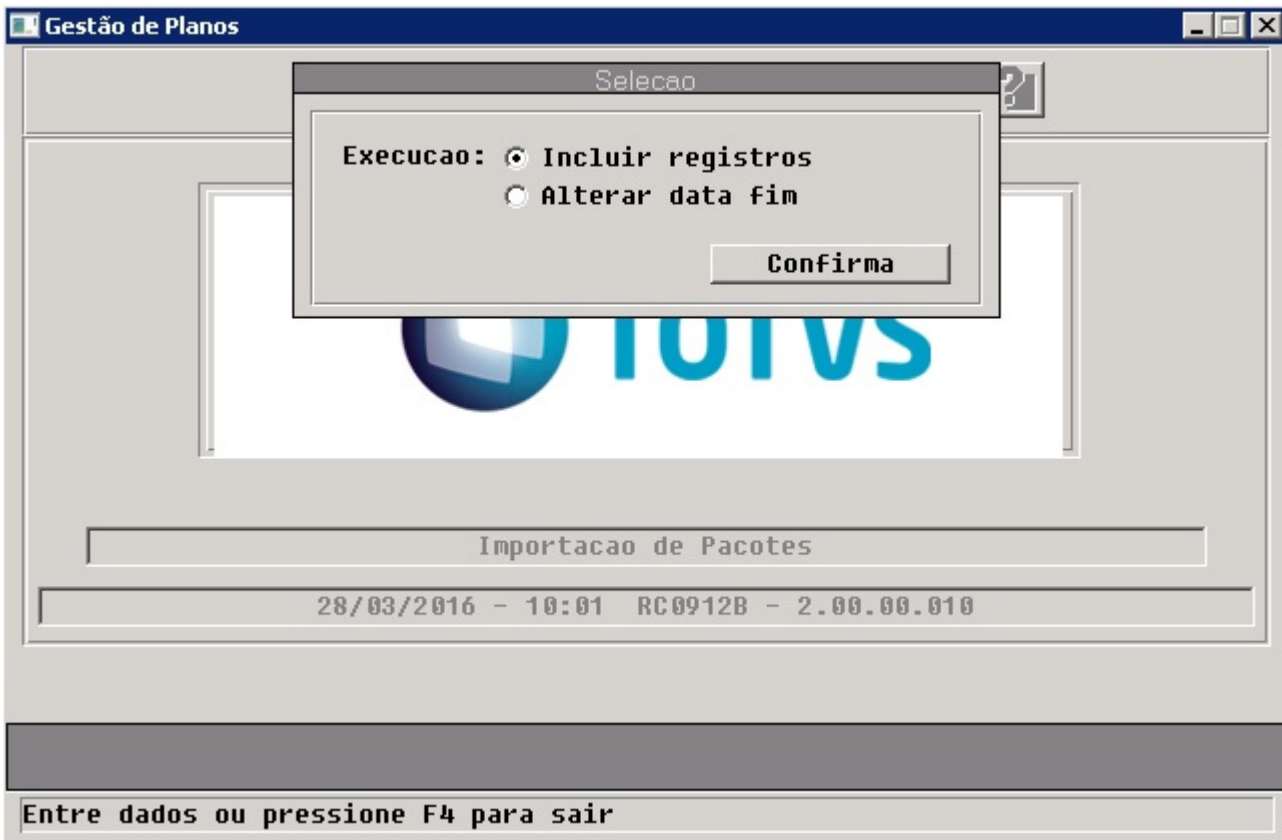 Gestão de Planos
Selecao
Execucao: Incluir registros
Alterar data fim
Confirma
TOTVS
Importacao de Pacotes
28/03/2016 - 10:01 RC0912B - 2.00.00.010
Entre dados ou pressione F4 para sair